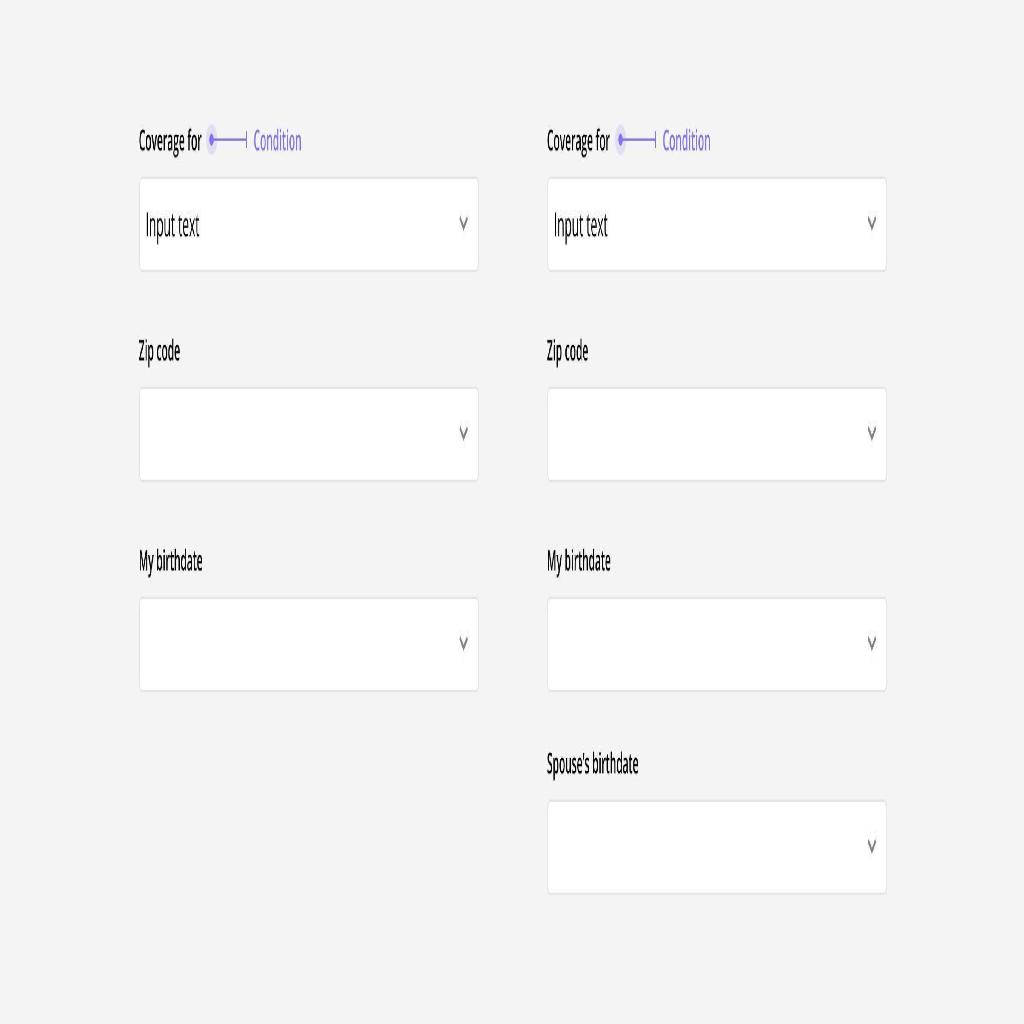 Coverage for Condition
Input text
Zip code
My birthdate
Coverage for Condition
Input text
Zip code
My birthdate
Spouse's birthdate